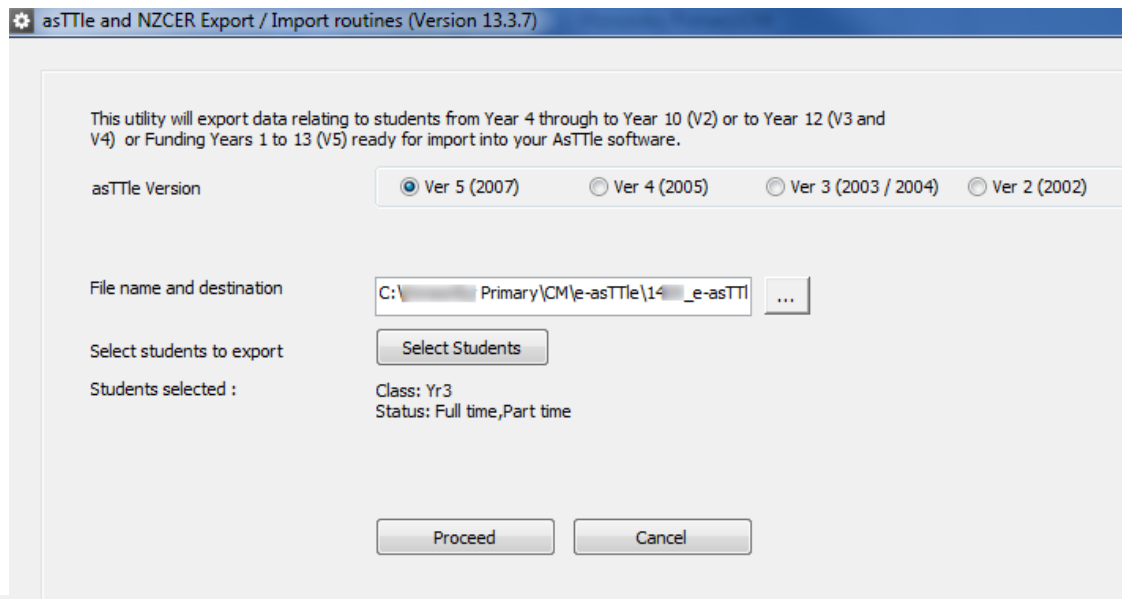 asTTle and NZCER Export / Import routines (Version 13.3.7)
This utility will export data relating to students from Year 4 through to Year 10 (V2) or to Year 12 (V3 and
V4) or Funding Years 1 to 13 (V5) ready for import into your AsTTle software.
asTTle Version
Ver 5 (2007) Ver 4 (2005) Ver 3 (2003 / 2004) Ver 2 (2002)
File name and destination
C:\ Primary\CM\e-asTTle\14 _e-asTTl ...
Select students to export
Select Students
Students selected :
Class: Yr3
Status: Full time,Part time
Proceed Cancel